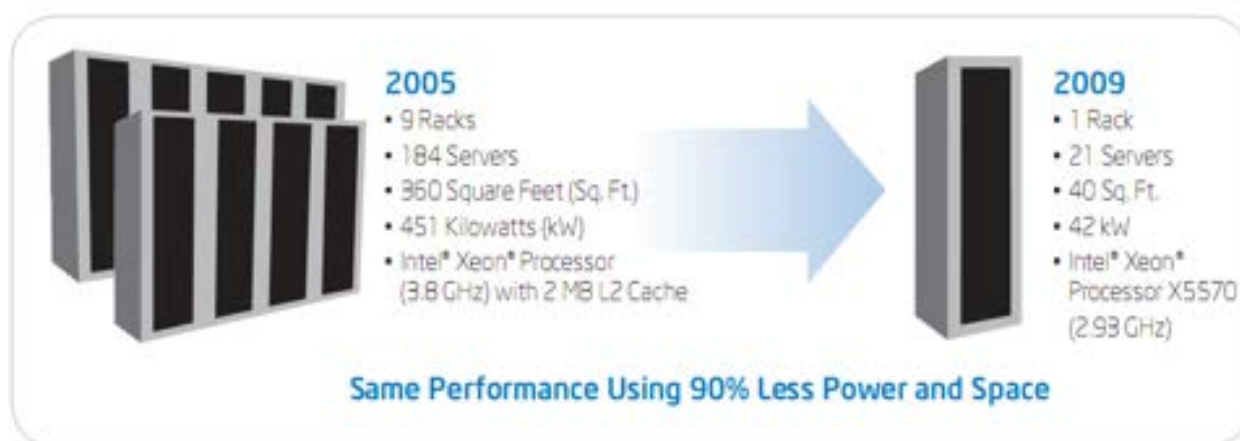 2005
• 9 Racks
• 184 Servers
• 360 Square Feet (Sq. Ft.)
• 451 Kilowatts (kW)
• Intel® Xeon® Processor
(3.8 GHz) with 2 MB L2 Cache
2009
• 1 Rack
• 21 Servers
• 40 Sq. Ft.
• 42 kW
• Intel® Xeon®
Processor X5570
(2.93 GHz)
Same Performance Using 90% Less Power and Space